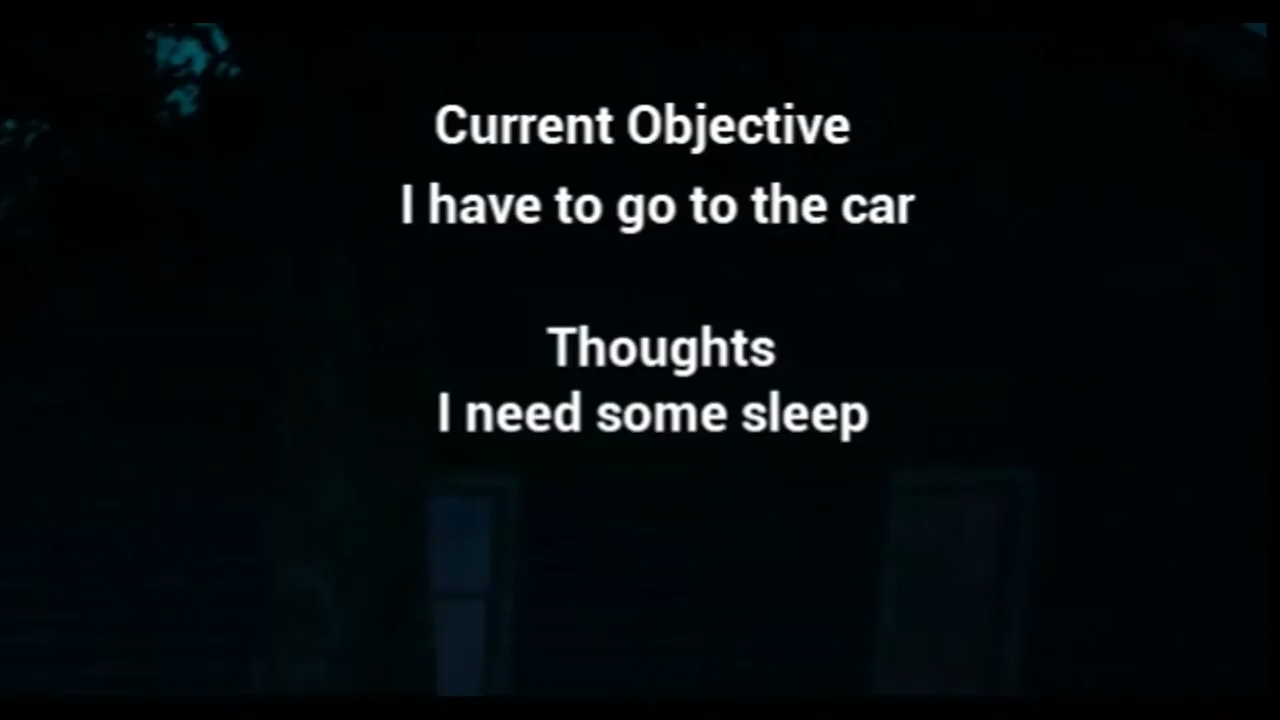 Current Objective
I have to go to the car
Thoughts
I need some sleep